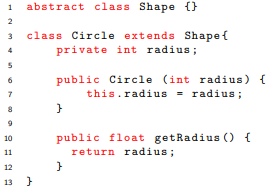 1 abstract class Shape {}
2
3 class Circle extends Shape{
4     private int radius;
5
6     public Circle (int radius) {
7         this.radius = radius;
8     }
9
10     public float getRadius() {
11       return radius;
12     }
13 }